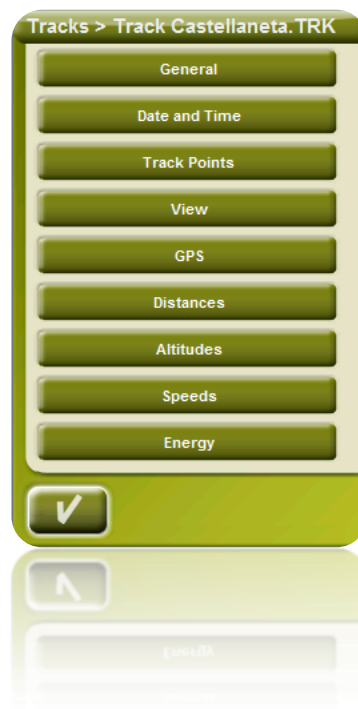 Tracks > Track Castellaneta.TRK
General
Date and Time
Track Points
View
GPS
Distances
Altitudes
Speeds
Energy